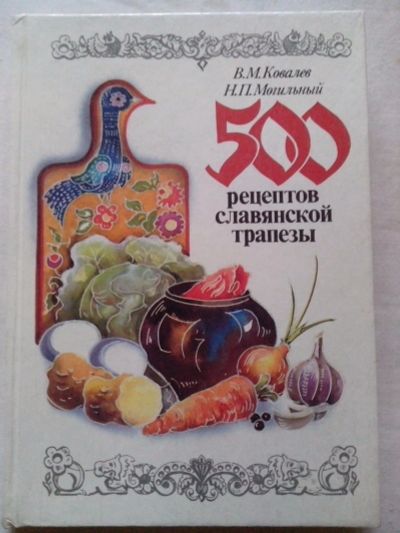 В.М.Ковалев
Н.П.Могильный
500
рецептов
славянской
трапезы